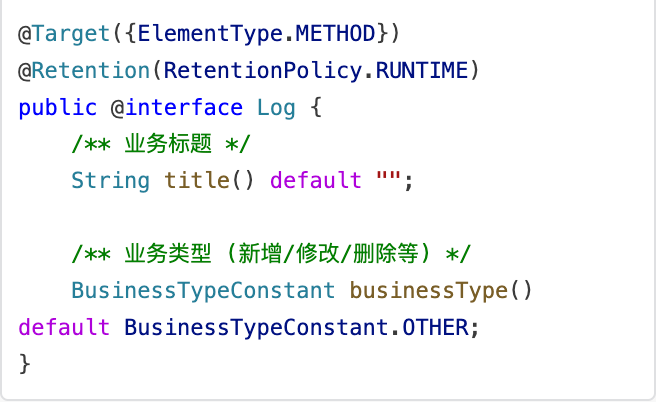 @Target({ElementType.METHOD})
@Retention(RetentionPolicy.RUNTIME)
public @interface Log {
    /** 业务标题 */
    String title() default "";

    /** 业务类型 (新增/修改/删除等) */
    BusinessTypeConstant businessType()
default BusinessTypeConstant.OTHER;
}